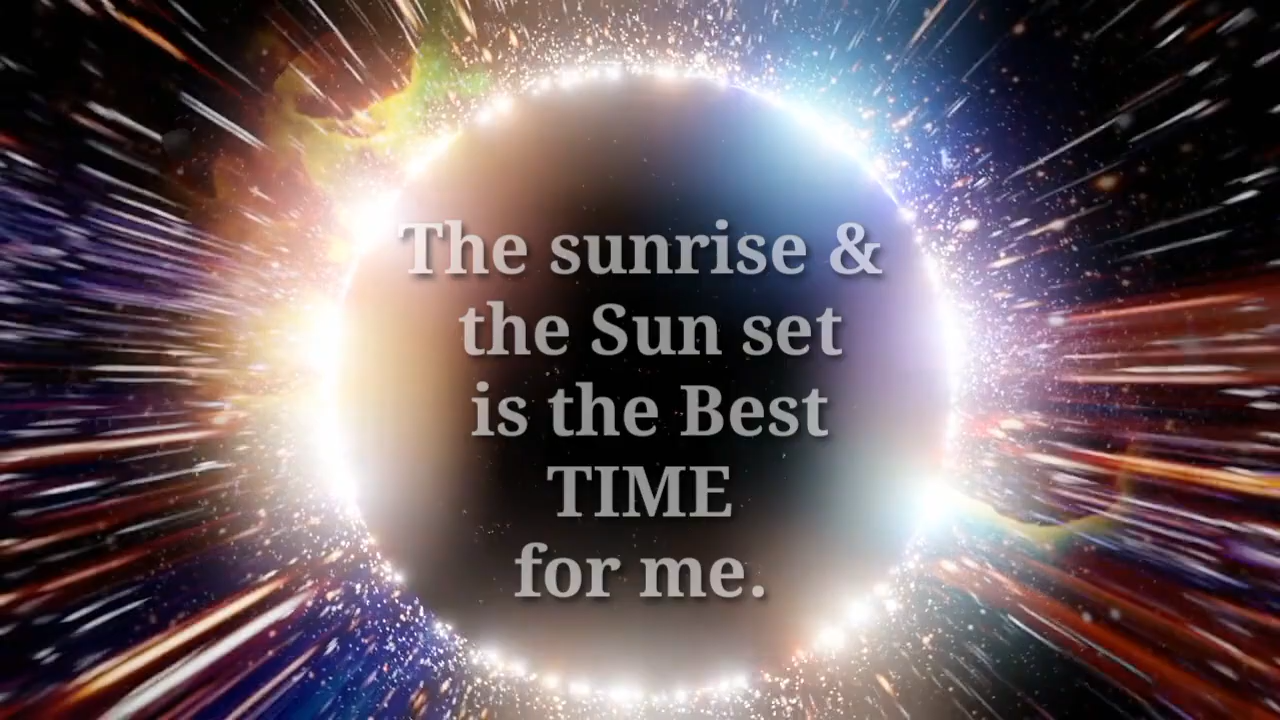 The sunrise &
the Sun set
is the Best
TIME
for me.